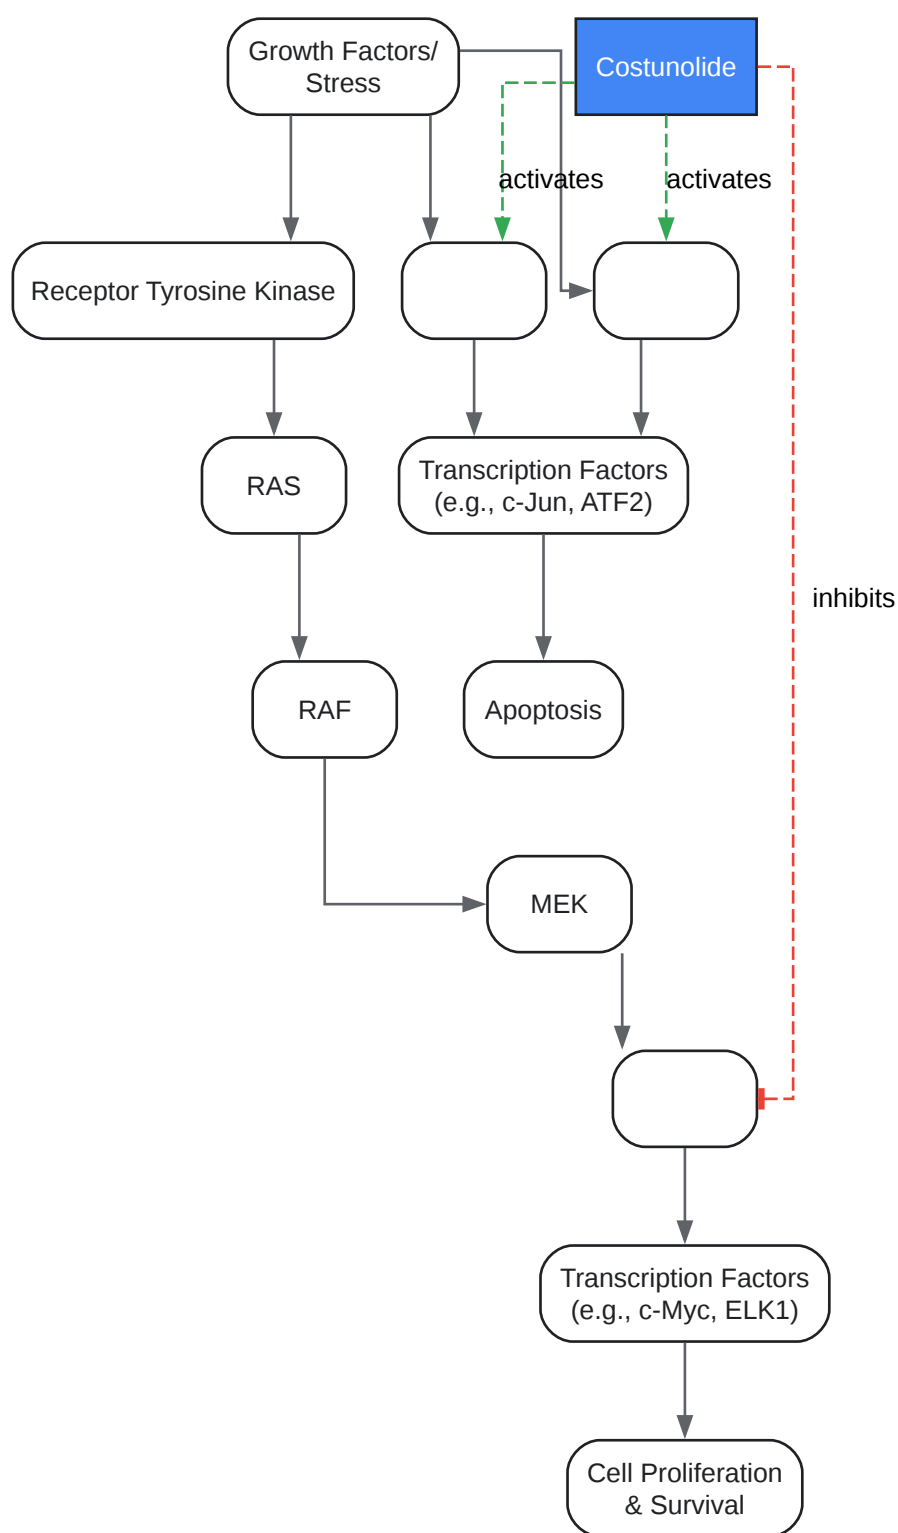 Growth Factors/
Stress
Costunolide
activates
activates
Receptor Tyrosine Kinase
RAS
Transcription Factors
(e.g., c-Jun, ATF2)
inhibits
RAF
Apoptosis
MEK
Transcription Factors
(e.g., c-Myc, ELK1)
Cell Proliferation
& Survival